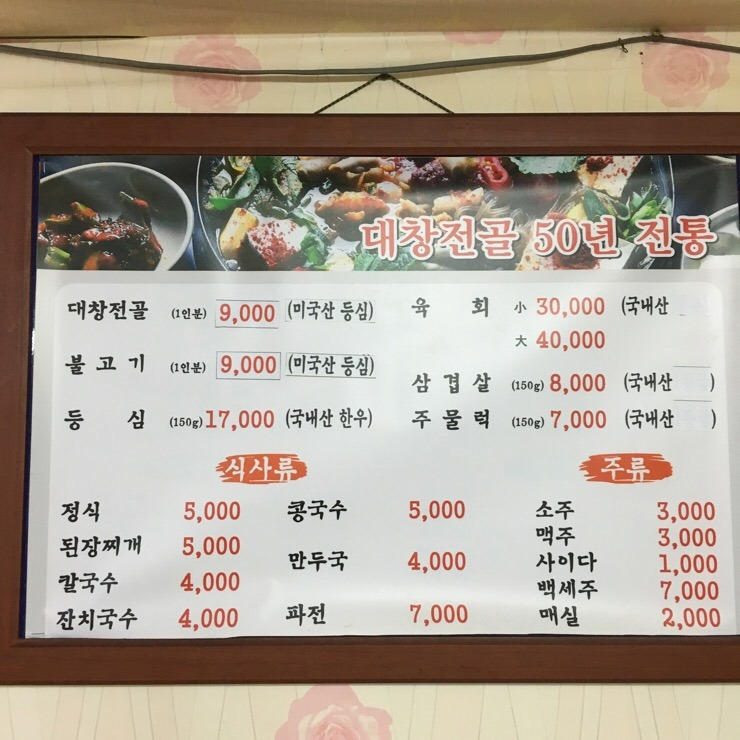 대창전골 50년 전통
대창전골 (1인분) 9,000 (미국산 등심)
불고기 (1인분) 9,000 (미국산 등심)
등심 (150g) 17,000 (국내산 한우)
육회 小 30,000 (국내산
大 40,000
삼겹살 (150g) 8,000 (국내산 )
주물럭 (150g) 7,000 (국내산 )
식사류
정식 5,000
된장찌개 5,000
칼국수 4,000
잔치국수 4,000
콩국수 5,000
만두국 4,000
파전 7,000
주류
소주 3,000
맥주 3,000
사이다 1,000
백세주 7,000
매실 2,000